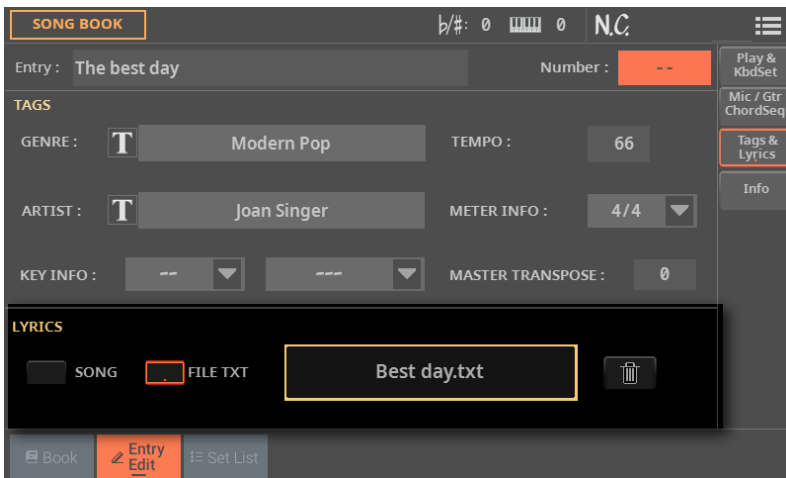 SONG BOOK
♭/#: 0
0
N.C.
Entry : The best day
Number : --
Play & KbdSet
TAGS
Mic / Gtr ChordSeq
GENRE : T Modern Pop
TEMPO : 66
Tags & Lyrics
Info
ARTIST : T Joan Singer
METER INFO : 4/4
KEY INFO : -- ---
MASTER TRANSPOSE : 0
LYRICS
SONG
FILE TXT
Best day.txt
Book
Entry Edit
Set List